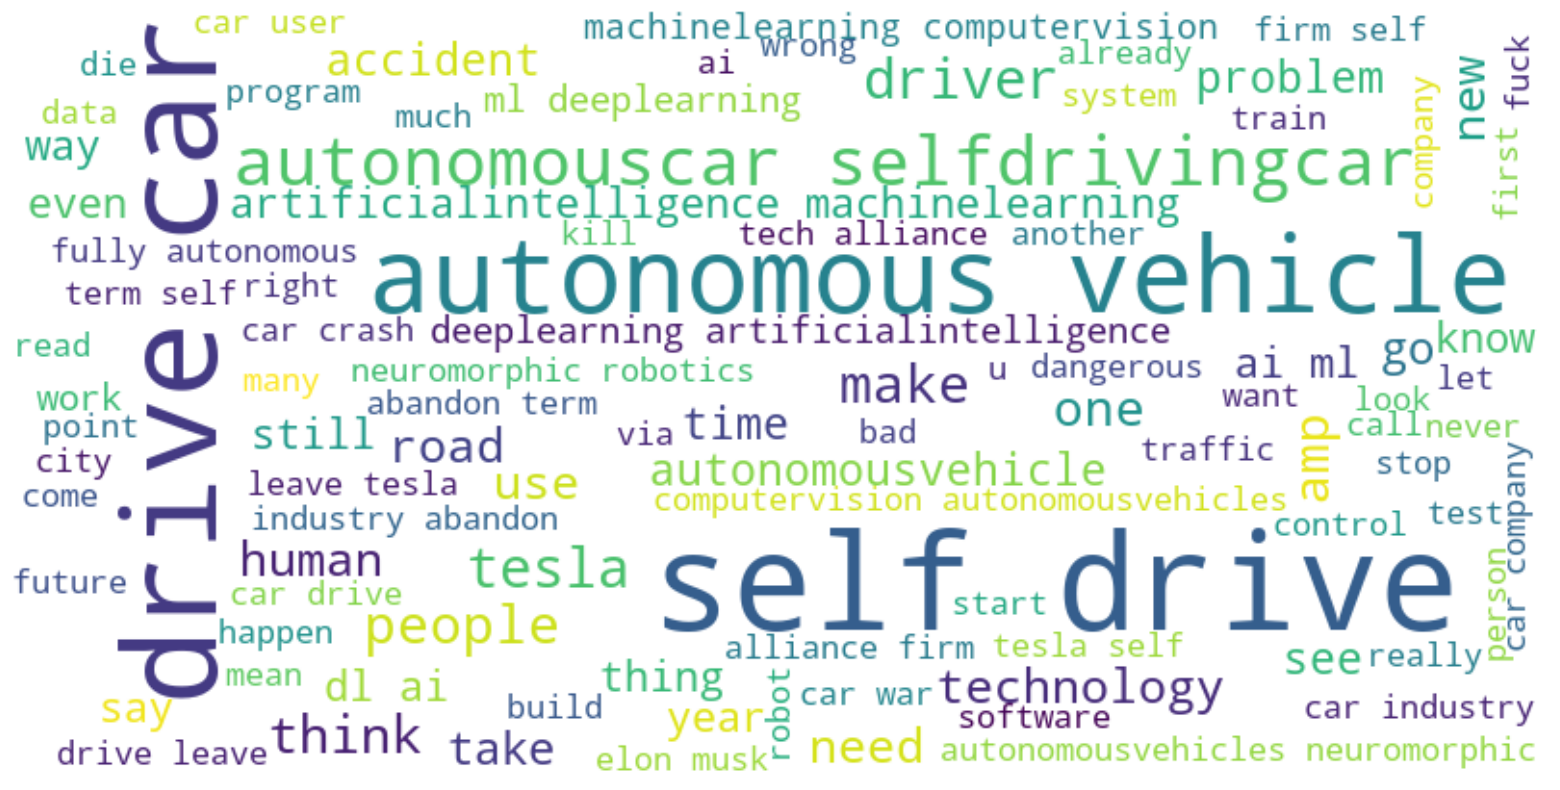 car user
machinelearning computervision
firm self
die
accident
ai
wrong
already
fuck
drive car
driver
problem
new
data
program
much
ml deeplearning
system
train
company
way
autonomouscar selfdrivingcar
first
even
artificialintelligence machinelearning
kill
tech alliance
another
fully autonomous
autonomous vehicle
term self
right
read
car crash
deeplearning artificialintelligence
go
know
many
neuromorphic robotics
make
u
dangerous
ai ml
let
work
abandon term
want
look
point
still
road
via
time
bad
one
traffic
amp
call
never
city
leave tesla
use
autonomousvehicle
stop
come
industry abandon
computervision autonomousvehicles
control
test
car company
human
tesla
self drive
future
car drive
start
person
happen
people
alliance firm
tesla self
see
really
mean
dl ai
thing
robot
car war
technology
say
build
year
software
car industry
drive leave
think
take
elon musk
need
autonomousvehicles neuromorphic